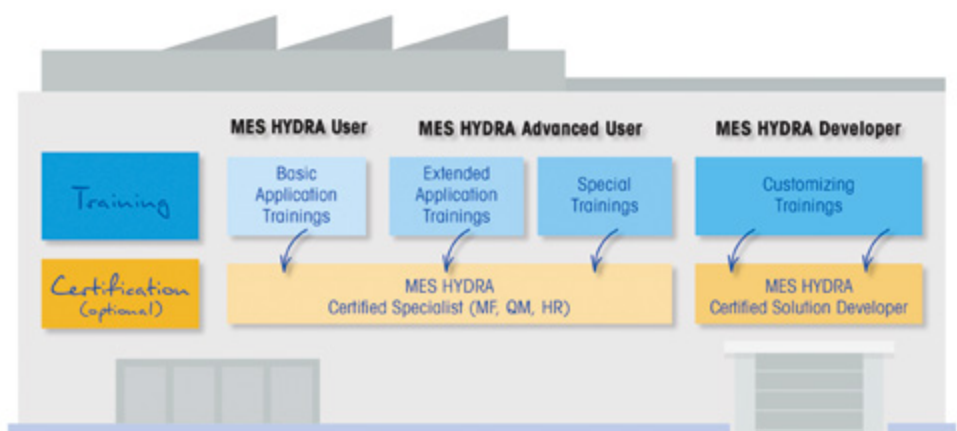 MES HYDRA User
MES HYDRA Advanced User
MES HYDRA Developer
Training
Basic
Application
Trainings
Extended
Application
Trainings
Special
Trainings
Customizing
Trainings
Certification
(optional)
MES HYDRA
Certified Specialist (MF, QM, HR)
MES HYDRA
Certified Solution Developer